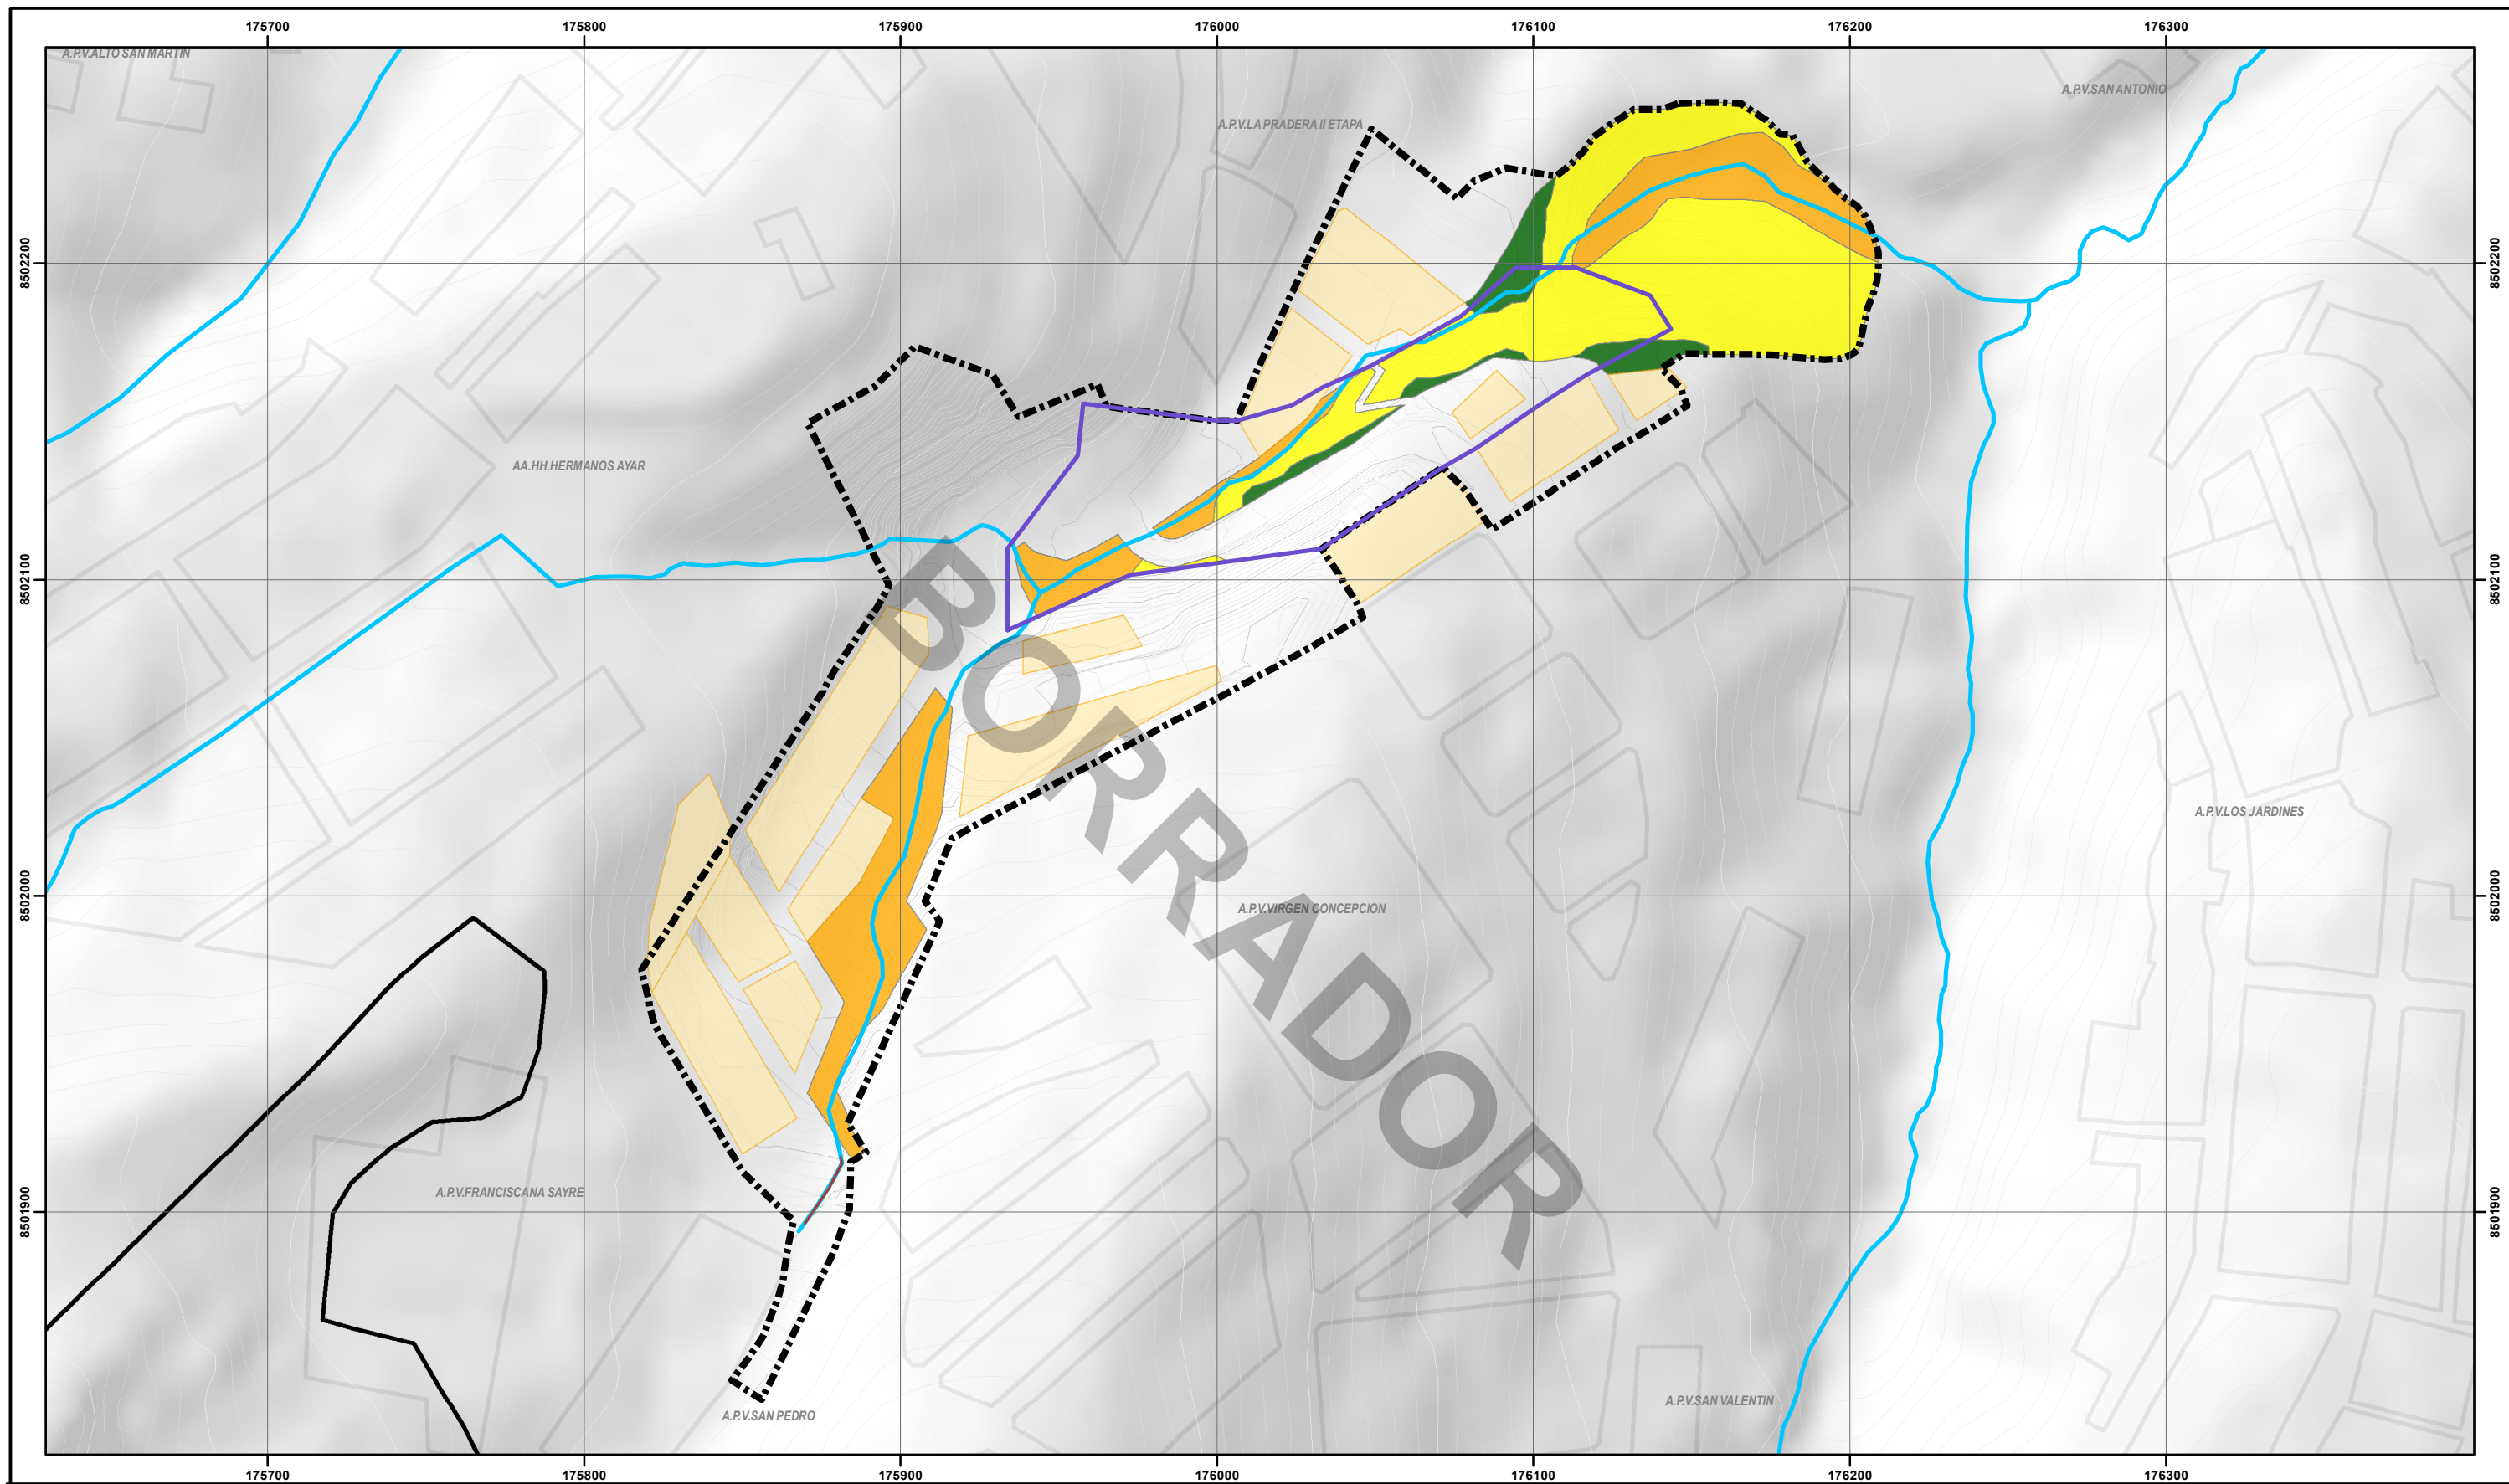 175700 175800 175900 176000 176100 176200 176300
A.P.V.ALTO SAN MARTIN
A.P.V.SAN ANTONIO
A.P.V.LA PRADERA II ETAPA
8502200 8502200
AA.HH.HERMANOS AYAR
8502100 8502100
BORRADOR
A.P.V.LOS JARDINES
8502000 8502000
A.P.V.VIRGEN CONCEPCION
A.P.V.FRANCISCANA SAYRE
8501900 8501900
A.P.V.SAN VALENTIN
A.P.V.SAN PEDRO
175700 175800 175900 176000 176100 176200 176300